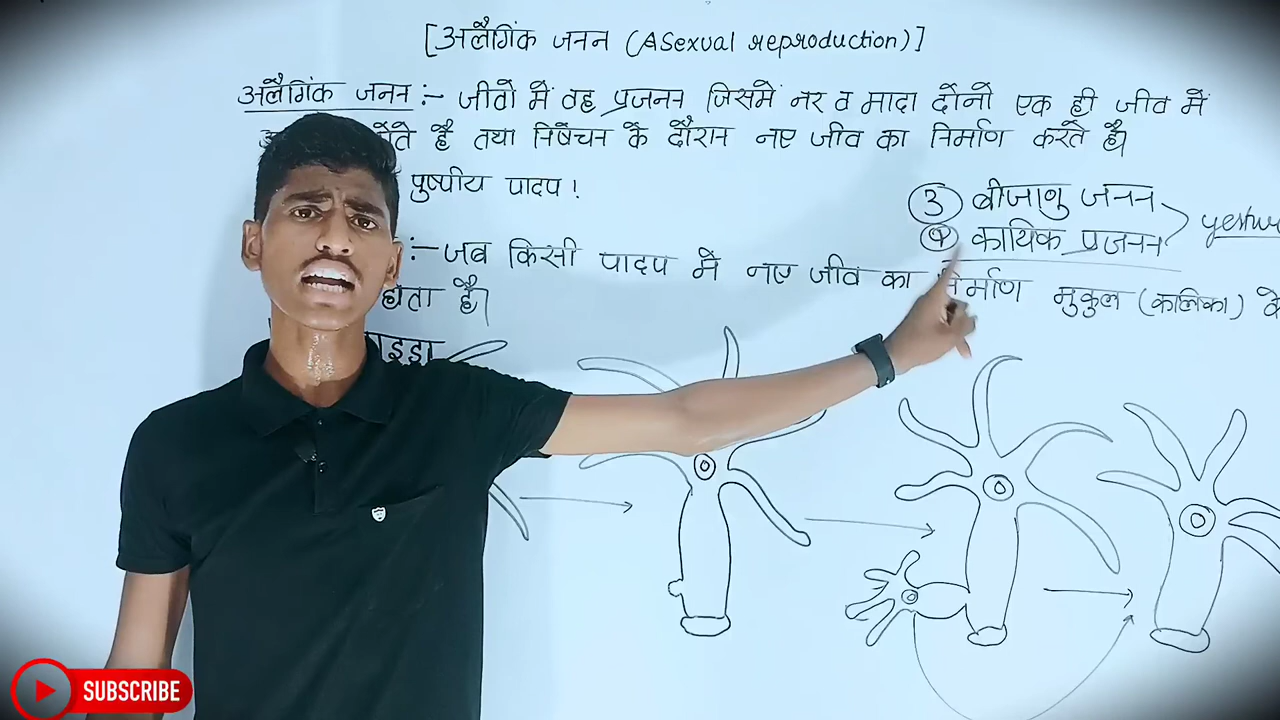 [अलैगिंक जनन (ASexual reproduction)]
अलैगिंक जनन :- जीवो में वह प्रजनन जिसमें नर व मादा दोनो एक ही जीव में
होते है तथा निषेचन के दौरान नए जीव का निर्माण करते है।
पुष्पीय पादप !
③ बीजाणु जनन
④ कायिक प्रजनन
:- जब किसी पादप में नए जीव का निर्माण मुकुल (कालिका) के
होता है।
हाइड्रा
SUBSCRIBE